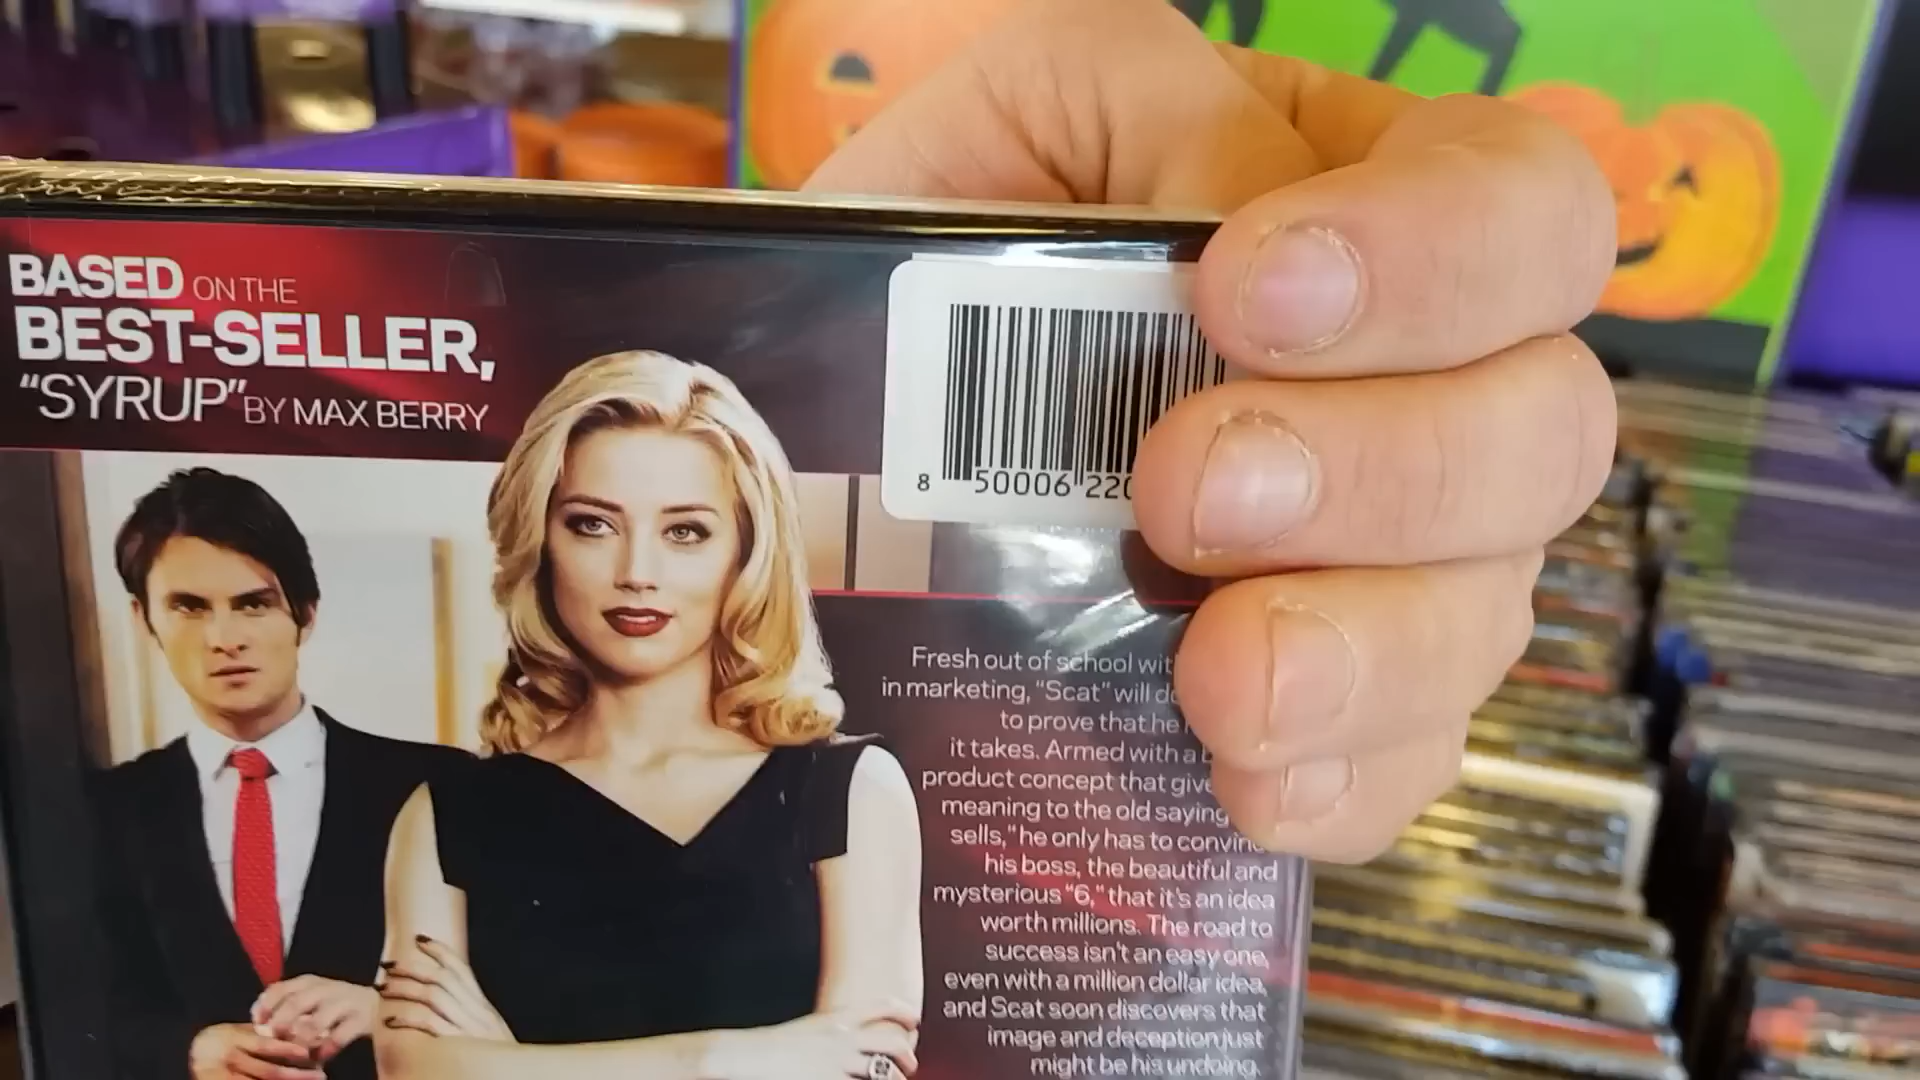 BASED ON THE
BEST-SELLER,
"SYRUP" BY MAX BERRY
8 50006 220
Fresh out of school
in marketing, "Scat" will
to prove that he
it takes. Armed with a
product concept that
meaning to the old saying
sells," he only has to
his boss, the beautiful and
mysterious "6," that it's an idea
worth millions. The road to
success isn't an easy one,
even with a million dollar idea,
and Scat soon discovers that
image and deception just
might be his undoing.